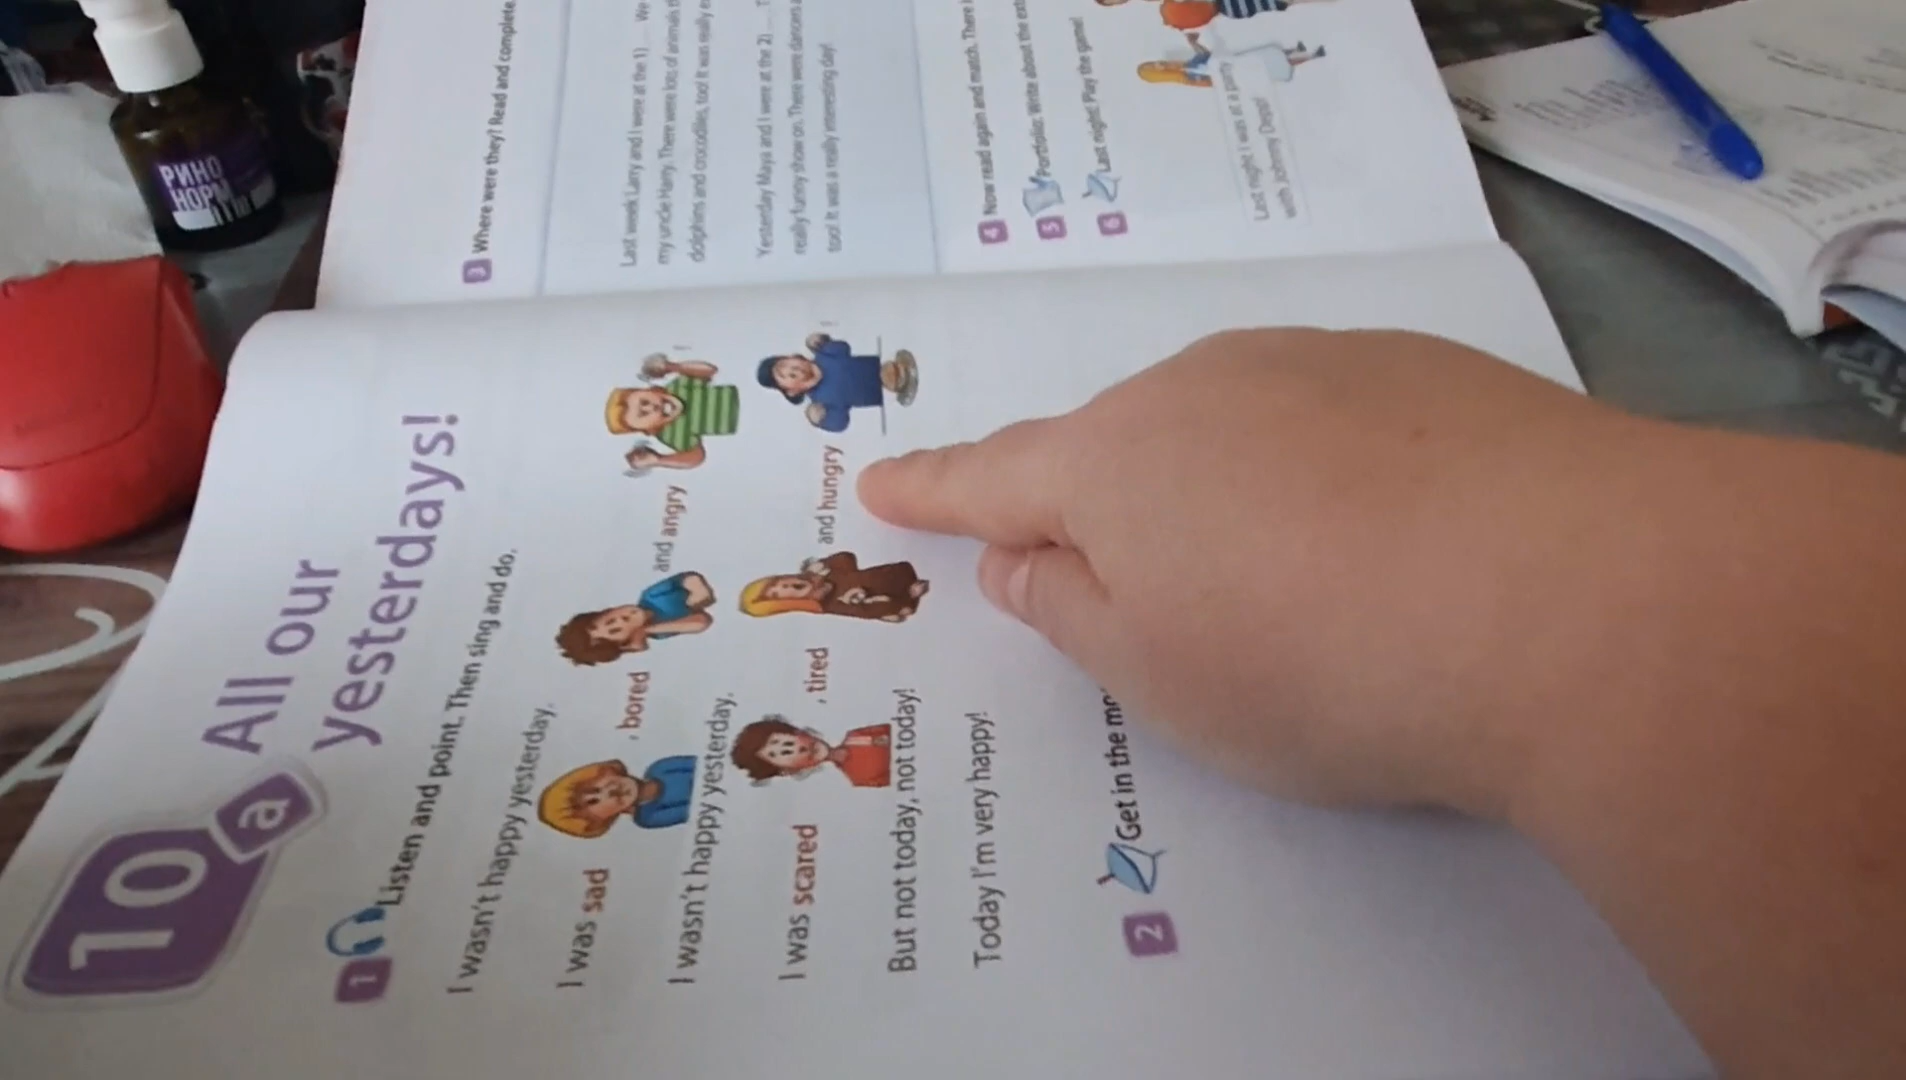 10
a
All our
yesterdays!
1 Listen and point. Then sing and do.
I wasn't happy yesterday,
I was sad , bored and angry !
I wasn't happy yesterday,
I was scared , tired and hungry !
But not today, not today!
Today I'm very happy!
2 Get in the
3 Where were they? Read and complete.
Last week Larry and I were at the 1) ... We
my uncle Harry. There were lots of animals
dolphins and crocodiles, too! It was really
Yesterday Maya and I were at the 2) ...
really funny show on. There were dancers
too! It was a really interesting day!
4 Now read again and match. There
5 Portfolio: Write about the
6 Last night! Play the game!
Last night I was at a party
with Johnny Depp!
РИНО
НОРМ